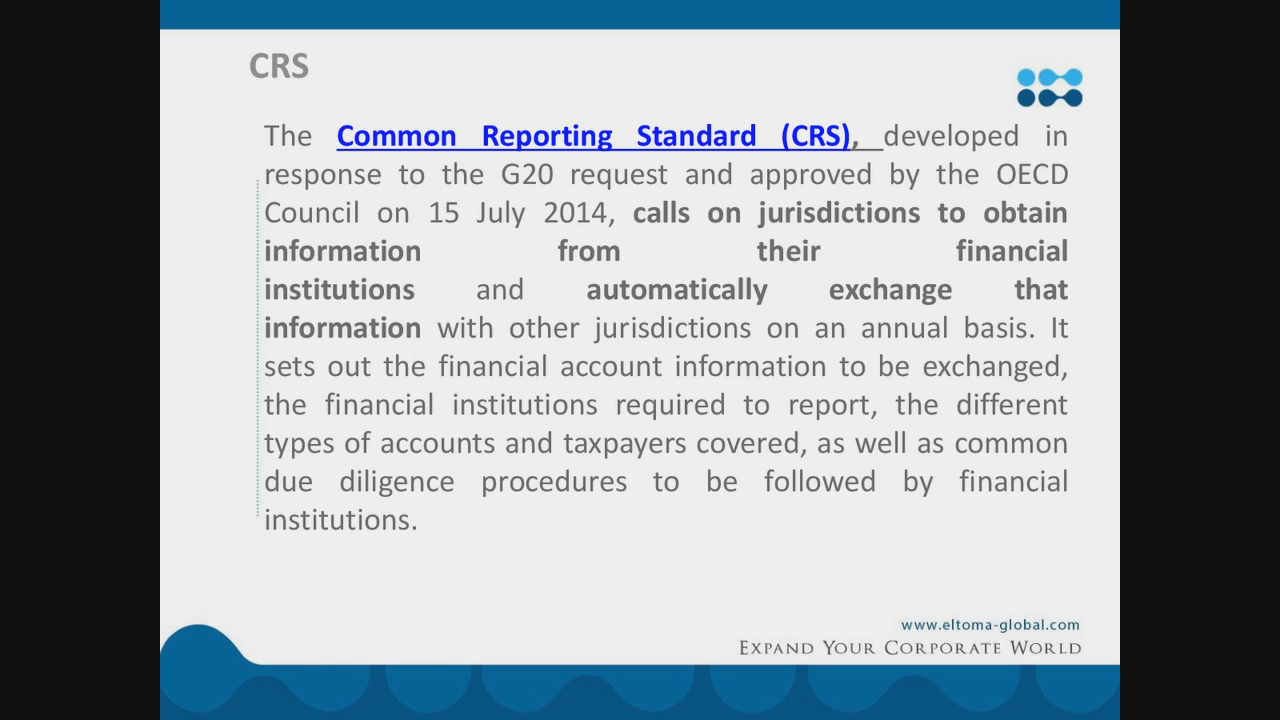 CRS
The Common Reporting Standard (CRS), developed in
response to the G20 request and approved by the OECD
Council on 15 July 2014, calls on jurisdictions to obtain
information from their financial
institutions and automatically exchange that
information with other jurisdictions on an annual basis. It
sets out the financial account information to be exchanged,
the financial institutions required to report, the different
types of accounts and taxpayers covered, as well as common
due diligence procedures to be followed by financial
institutions.
www.eltoma-global.com
EXPAND YOUR CORPORATE WORLD